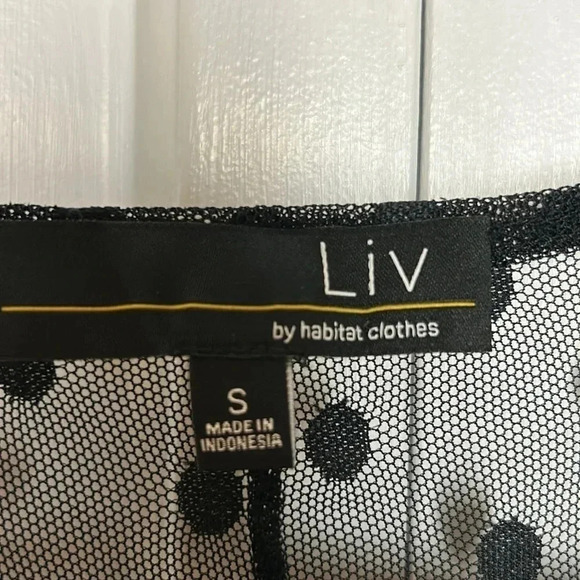 Liv
by habitat clothes
S
MADE IN
INDONESIA